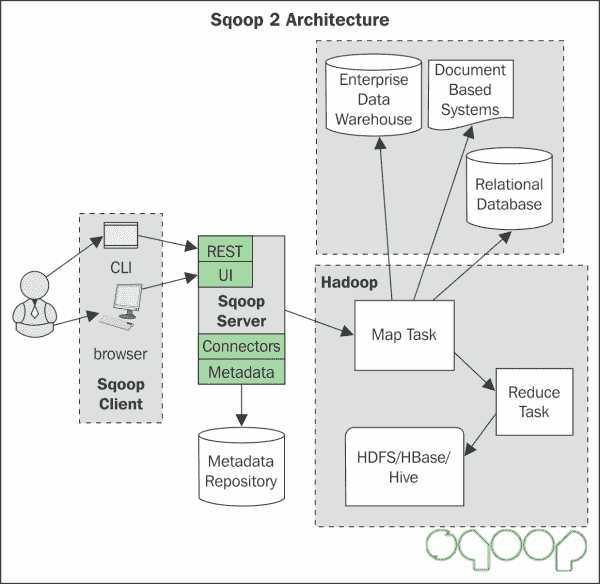 Sqoop 2 Architecture
Enterprise
Data
Warehouse
Document
Based
Systems
Relational
Database
CLI
browser
Sqoop
Client
REST
UI
Sqoop
Server
Connectors
Metadata
Metadata
Repository
Hadoop
Map Task
Reduce
Task
HDFS/HBase/
Hive
sqoop